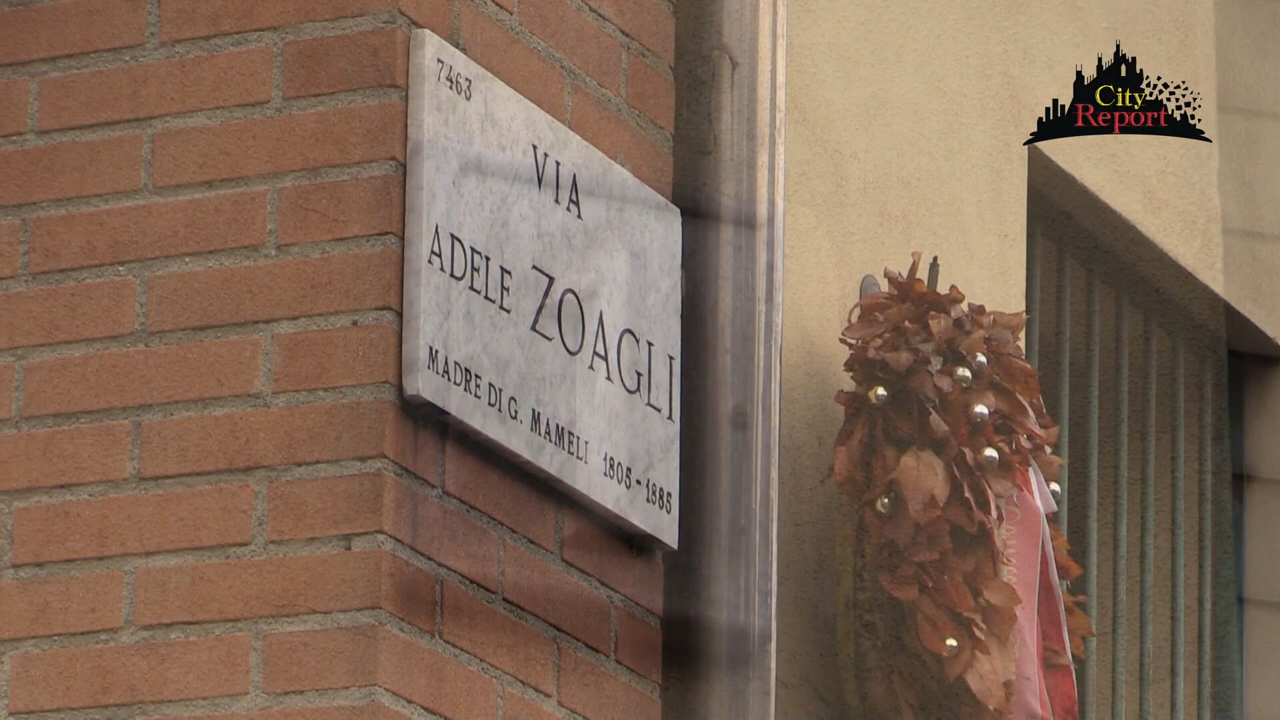 7463
VIA
ADELE ZOAGLI
MADRE DI G. MAMELI 1805-1885
City
Report